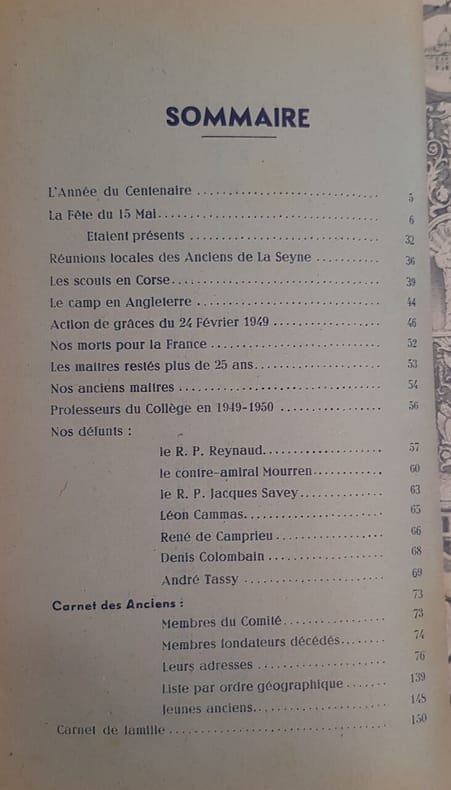 SOMMAIRE
L'Année du Centenaire 5
La Fête du 15 Mai 6
Etaient présents 32
Réunions locales des Anciens de La Seyne 36
Les scouts en Corse 39
Le camp en Angleterre 44
Action de grâces du 24 Février 1949 46
Nos morts pour la France 52
Les maitres restés plus de 25 ans 53
Nos anciens maitres 54
Professeurs du Collège en 1949-1950 56
Nos défunts :
le R. P. Reynaud 57
le contre-amiral Mourren 60
le R. P. Jacques Savey 63
Léon Cammas 65
René de Camprieu 66
Denis Colombain 68
André Tassy 69
Carnet des Anciens : 73
Membres du Comité 73
Membres fondateurs décédés 74
Leurs adresses 76
Liste par ordre géographique 139
Jeunes anciens 148
Carnet de famille 150